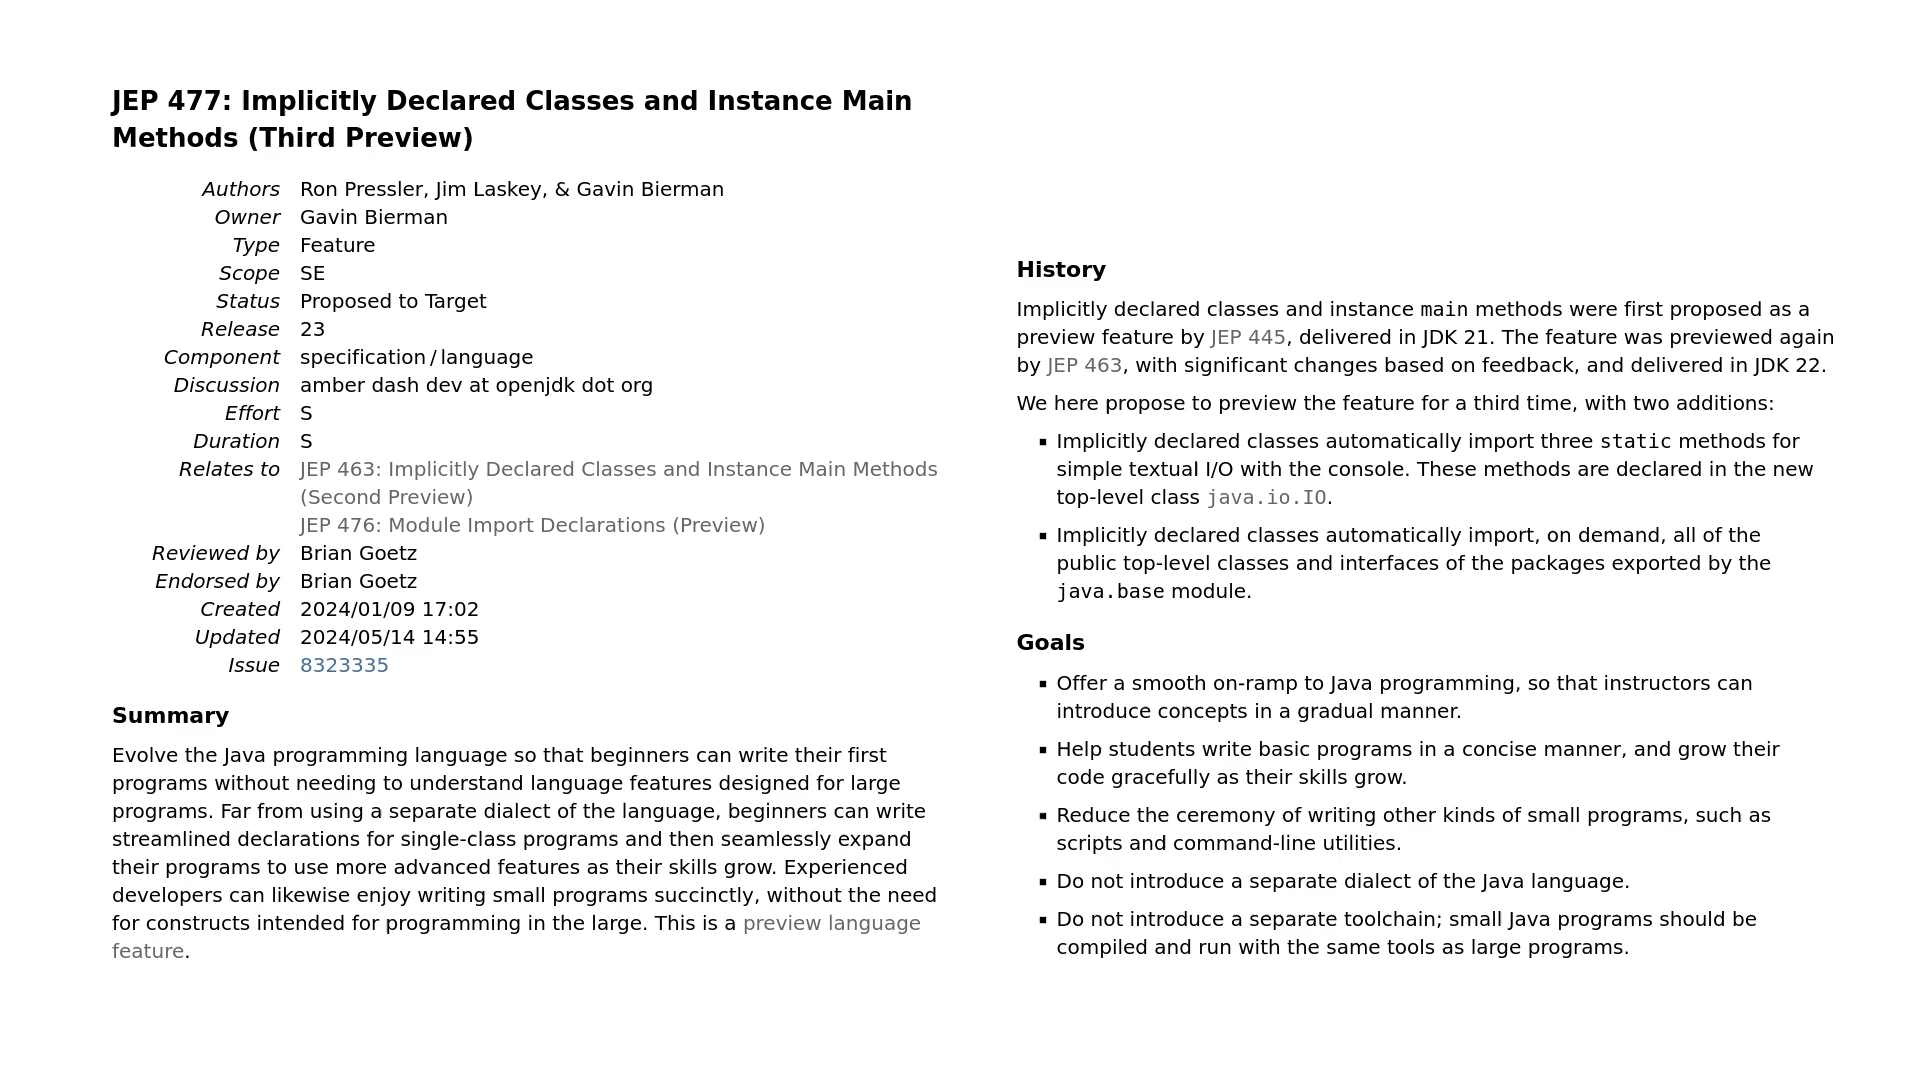 JEP 477: Implicitly Declared Classes and Instance Main
Methods (Third Preview)
Authors Ron Pressler, Jim Laskey, & Gavin Bierman
Owner Gavin Bierman
Type Feature
Scope SE
Status Proposed to Target
Release 23
Component specification / language
Discussion amber dash dev at openjdk dot org
Effort S
Duration S
Relates to JEP 463: Implicitly Declared Classes and Instance Main Methods
(Second Preview)
JEP 476: Module Import Declarations (Preview)
Reviewed by Brian Goetz
Endorsed by Brian Goetz
Created 2024/01/09 17:02
Updated 2024/05/14 14:55
Issue 8323335
Summary
Evolve the Java programming language so that beginners can write their first
programs without needing to understand language features designed for large
programs. Far from using a separate dialect of the language, beginners can write
streamlined declarations for single-class programs and then seamlessly expand
their programs to use more advanced features as their skills grow. Experienced
developers can likewise enjoy writing small programs succinctly, without the need
for constructs intended for programming in the large. This is a preview language
feature.
History
Implicitly declared classes and instance main methods were first proposed as a
preview feature by JEP 445, delivered in JDK 21. The feature was previewed again
by JEP 463, with significant changes based on feedback, and delivered in JDK 22.
We here propose to preview the feature for a third time, with two additions:
▪ Implicitly declared classes automatically import three static methods for
simple textual I/O with the console. These methods are declared in the new
top-level class java.io.IO.
▪ Implicitly declared classes automatically import, on demand, all of the
public top-level classes and interfaces of the packages exported by the
java.base module.
Goals
▪ Offer a smooth on-ramp to Java programming, so that instructors can
introduce concepts in a gradual manner.
▪ Help students write basic programs in a concise manner, and grow their
code gracefully as their skills grow.
▪ Reduce the ceremony of writing other kinds of small programs, such as
scripts and command-line utilities.
▪ Do not introduce a separate dialect of the Java language.
▪ Do not introduce a separate toolchain; small Java programs should be
compiled and run with the same tools as large programs.